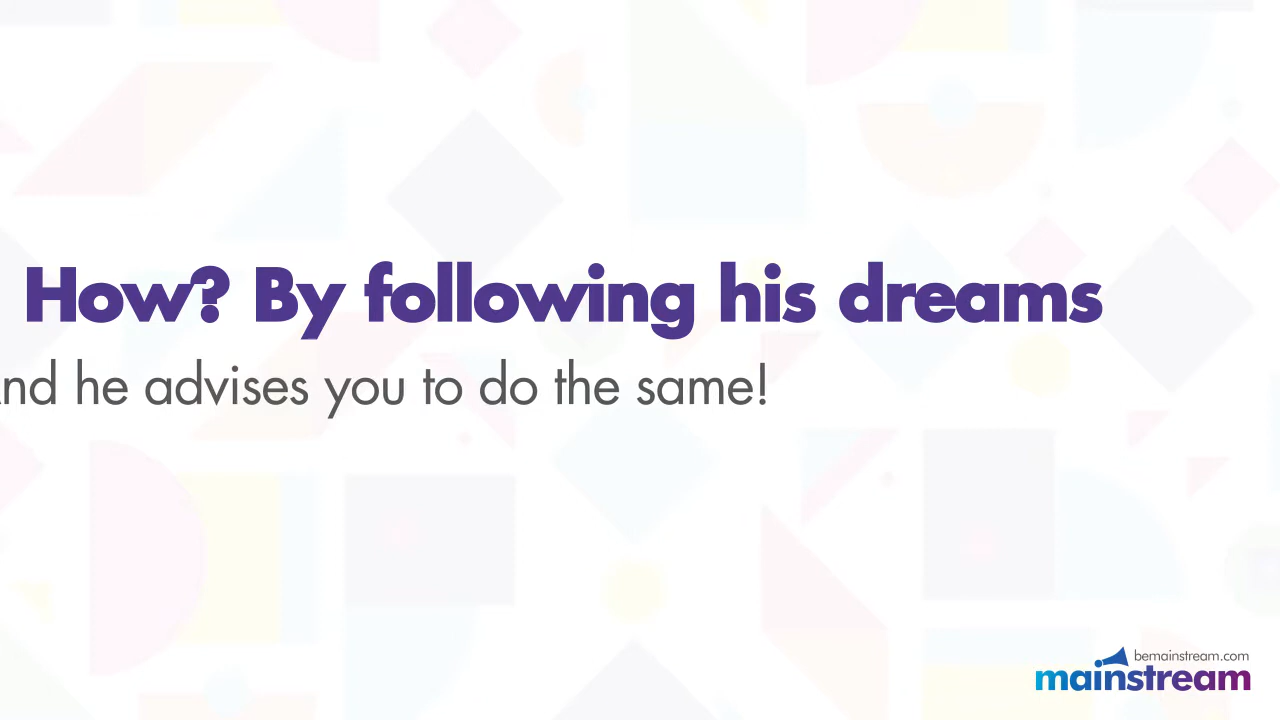 How? By following his dreams
nd he advises you to do the same!
bemainstream.com
mainstream